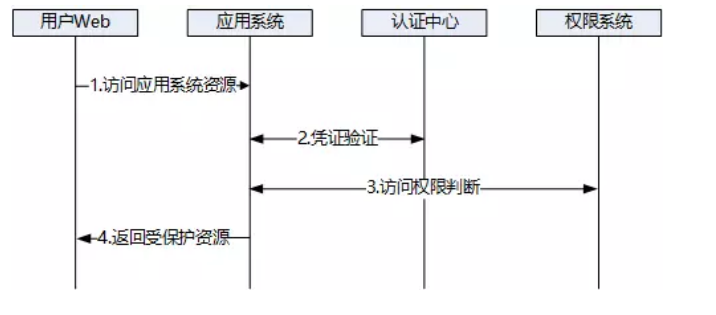 用户Web
应用系统
认证中心
权限系统
1.访问应用系统资源
2.凭证验证
3.访问权限判断
4.返回受保护资源